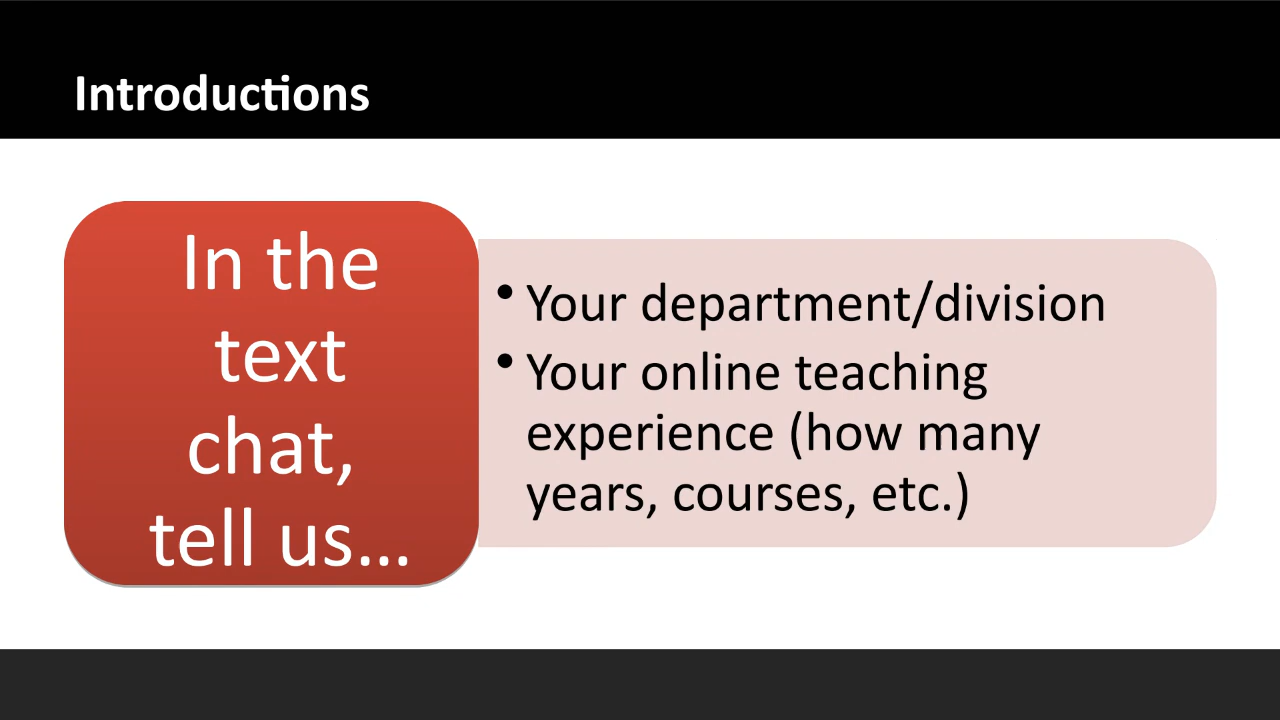 Introductions
In the
text
chat,
tell us…
• Your department/division
• Your online teaching
experience (how many
years, courses, etc.)